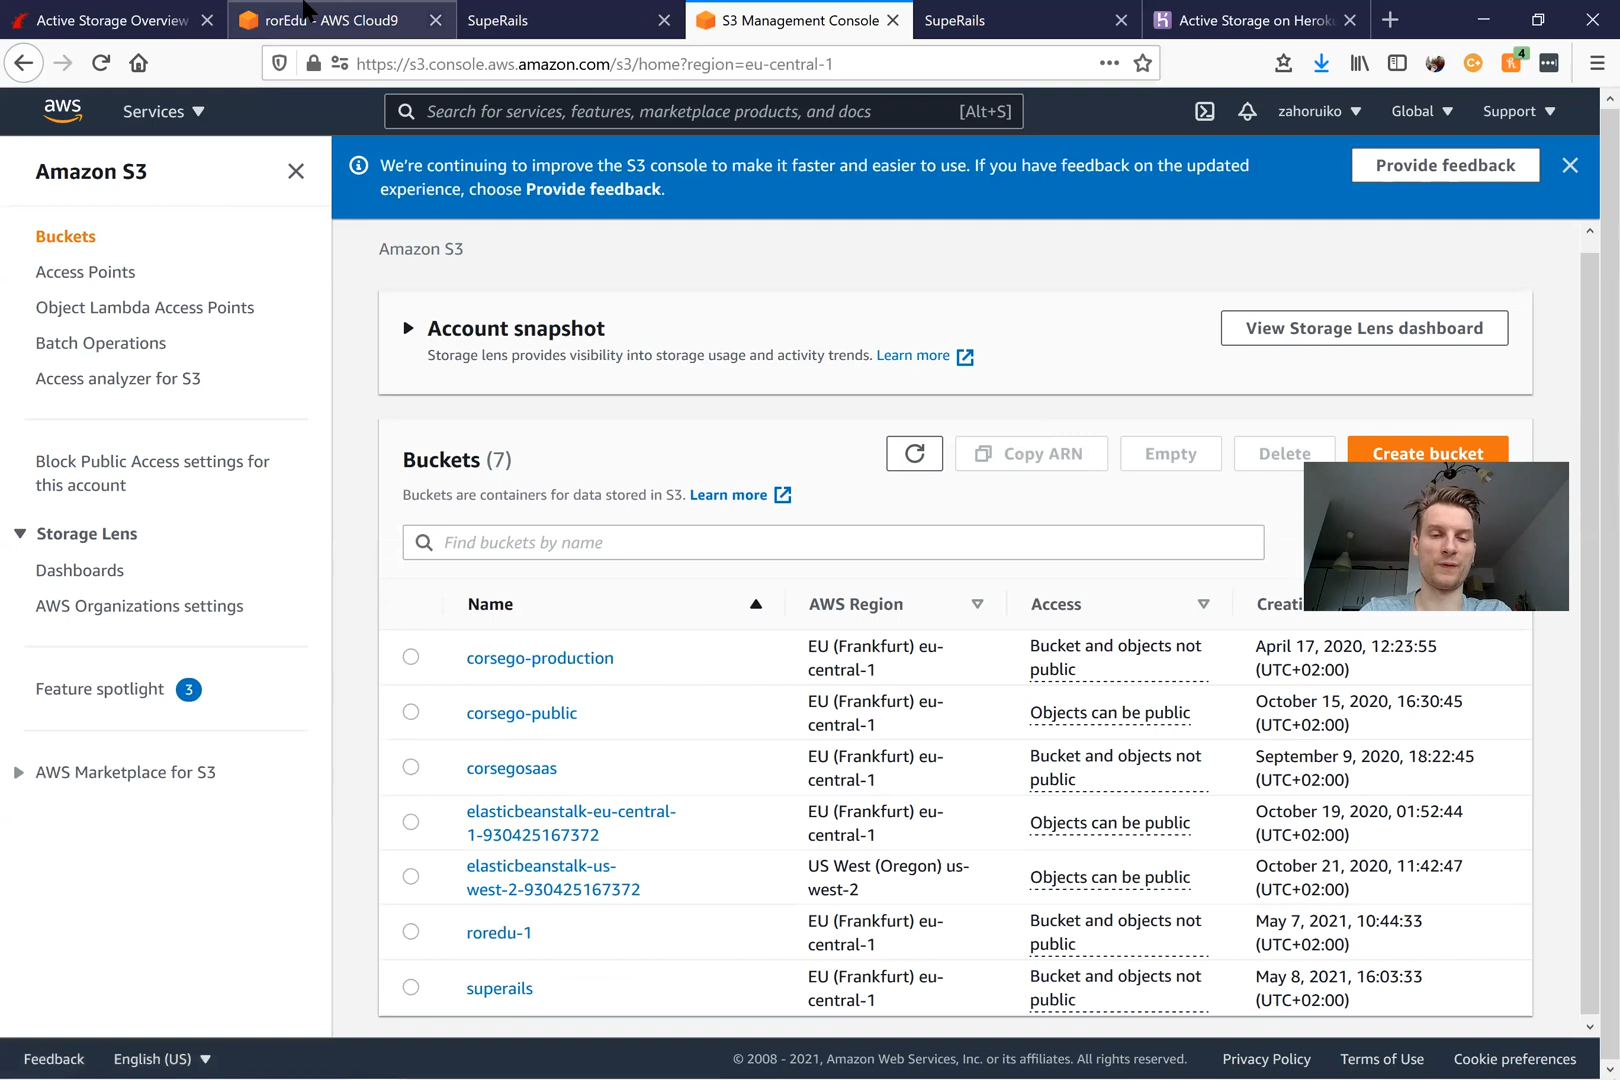 Active Storage Overview
rorEdu - AWS Cloud9
SupeRails
S3 Management Console
SupeRails
Active Storage on Heroku
https://s3.console.aws.amazon.com/s3/home?region=eu-central-1
4
aws
Services
Search for services, features, marketplace products, and docs
[Alt+S]
zahoruiko
Global
Support
Amazon S3
We're continuing to improve the S3 console to make it faster and easier to use. If you have feedback on the updated
experience, choose Provide feedback.
Provide feedback
Buckets
Access Points
Object Lambda Access Points
Batch Operations
Access analyzer for S3
Block Public Access settings for
this account
Storage Lens
Dashboards
AWS Organizations settings
Feature spotlight 3
AWS Marketplace for S3
Amazon S3
Account snapshot
Storage lens provides visibility into storage usage and activity trends. Learn more
View Storage Lens dashboard
Buckets (7)
Copy ARN
Empty
Delete
Create bucket
Buckets are containers for data stored in S3. Learn more
Find buckets by name
Name
AWS Region
Access
Creati
corsego-production
EU (Frankfurt) eu-
central-1
Bucket and objects not
public
April 17, 2020, 12:23:55
(UTC+02:00)
corsego-public
EU (Frankfurt) eu-
central-1
Objects can be public
October 15, 2020, 16:30:45
(UTC+02:00)
corsegosaas
EU (Frankfurt) eu-
central-1
Bucket and objects not
public
September 9, 2020, 18:22:45
(UTC+02:00)
elasticbeanstalk-eu-central-
1-930425167372
EU (Frankfurt) eu-
central-1
Objects can be public
October 19, 2020, 01:52:44
(UTC+02:00)
elasticbeanstalk-us-
west-2-930425167372
US West (Oregon) us-
west-2
Objects can be public
October 21, 2020, 11:42:47
(UTC+02:00)
roredu-1
EU (Frankfurt) eu-
central-1
Bucket and objects not
public
May 7, 2021, 10:44:33
(UTC+02:00)
superails
EU (Frankfurt) eu-
central-1
Bucket and objects not
public
May 8, 2021, 16:03:33
(UTC+02:00)
Feedback
English (US)
© 2008 - 2021, Amazon Web Services, Inc. or its affiliates. All rights reserved.
Privacy Policy
Terms of Use
Cookie preferences